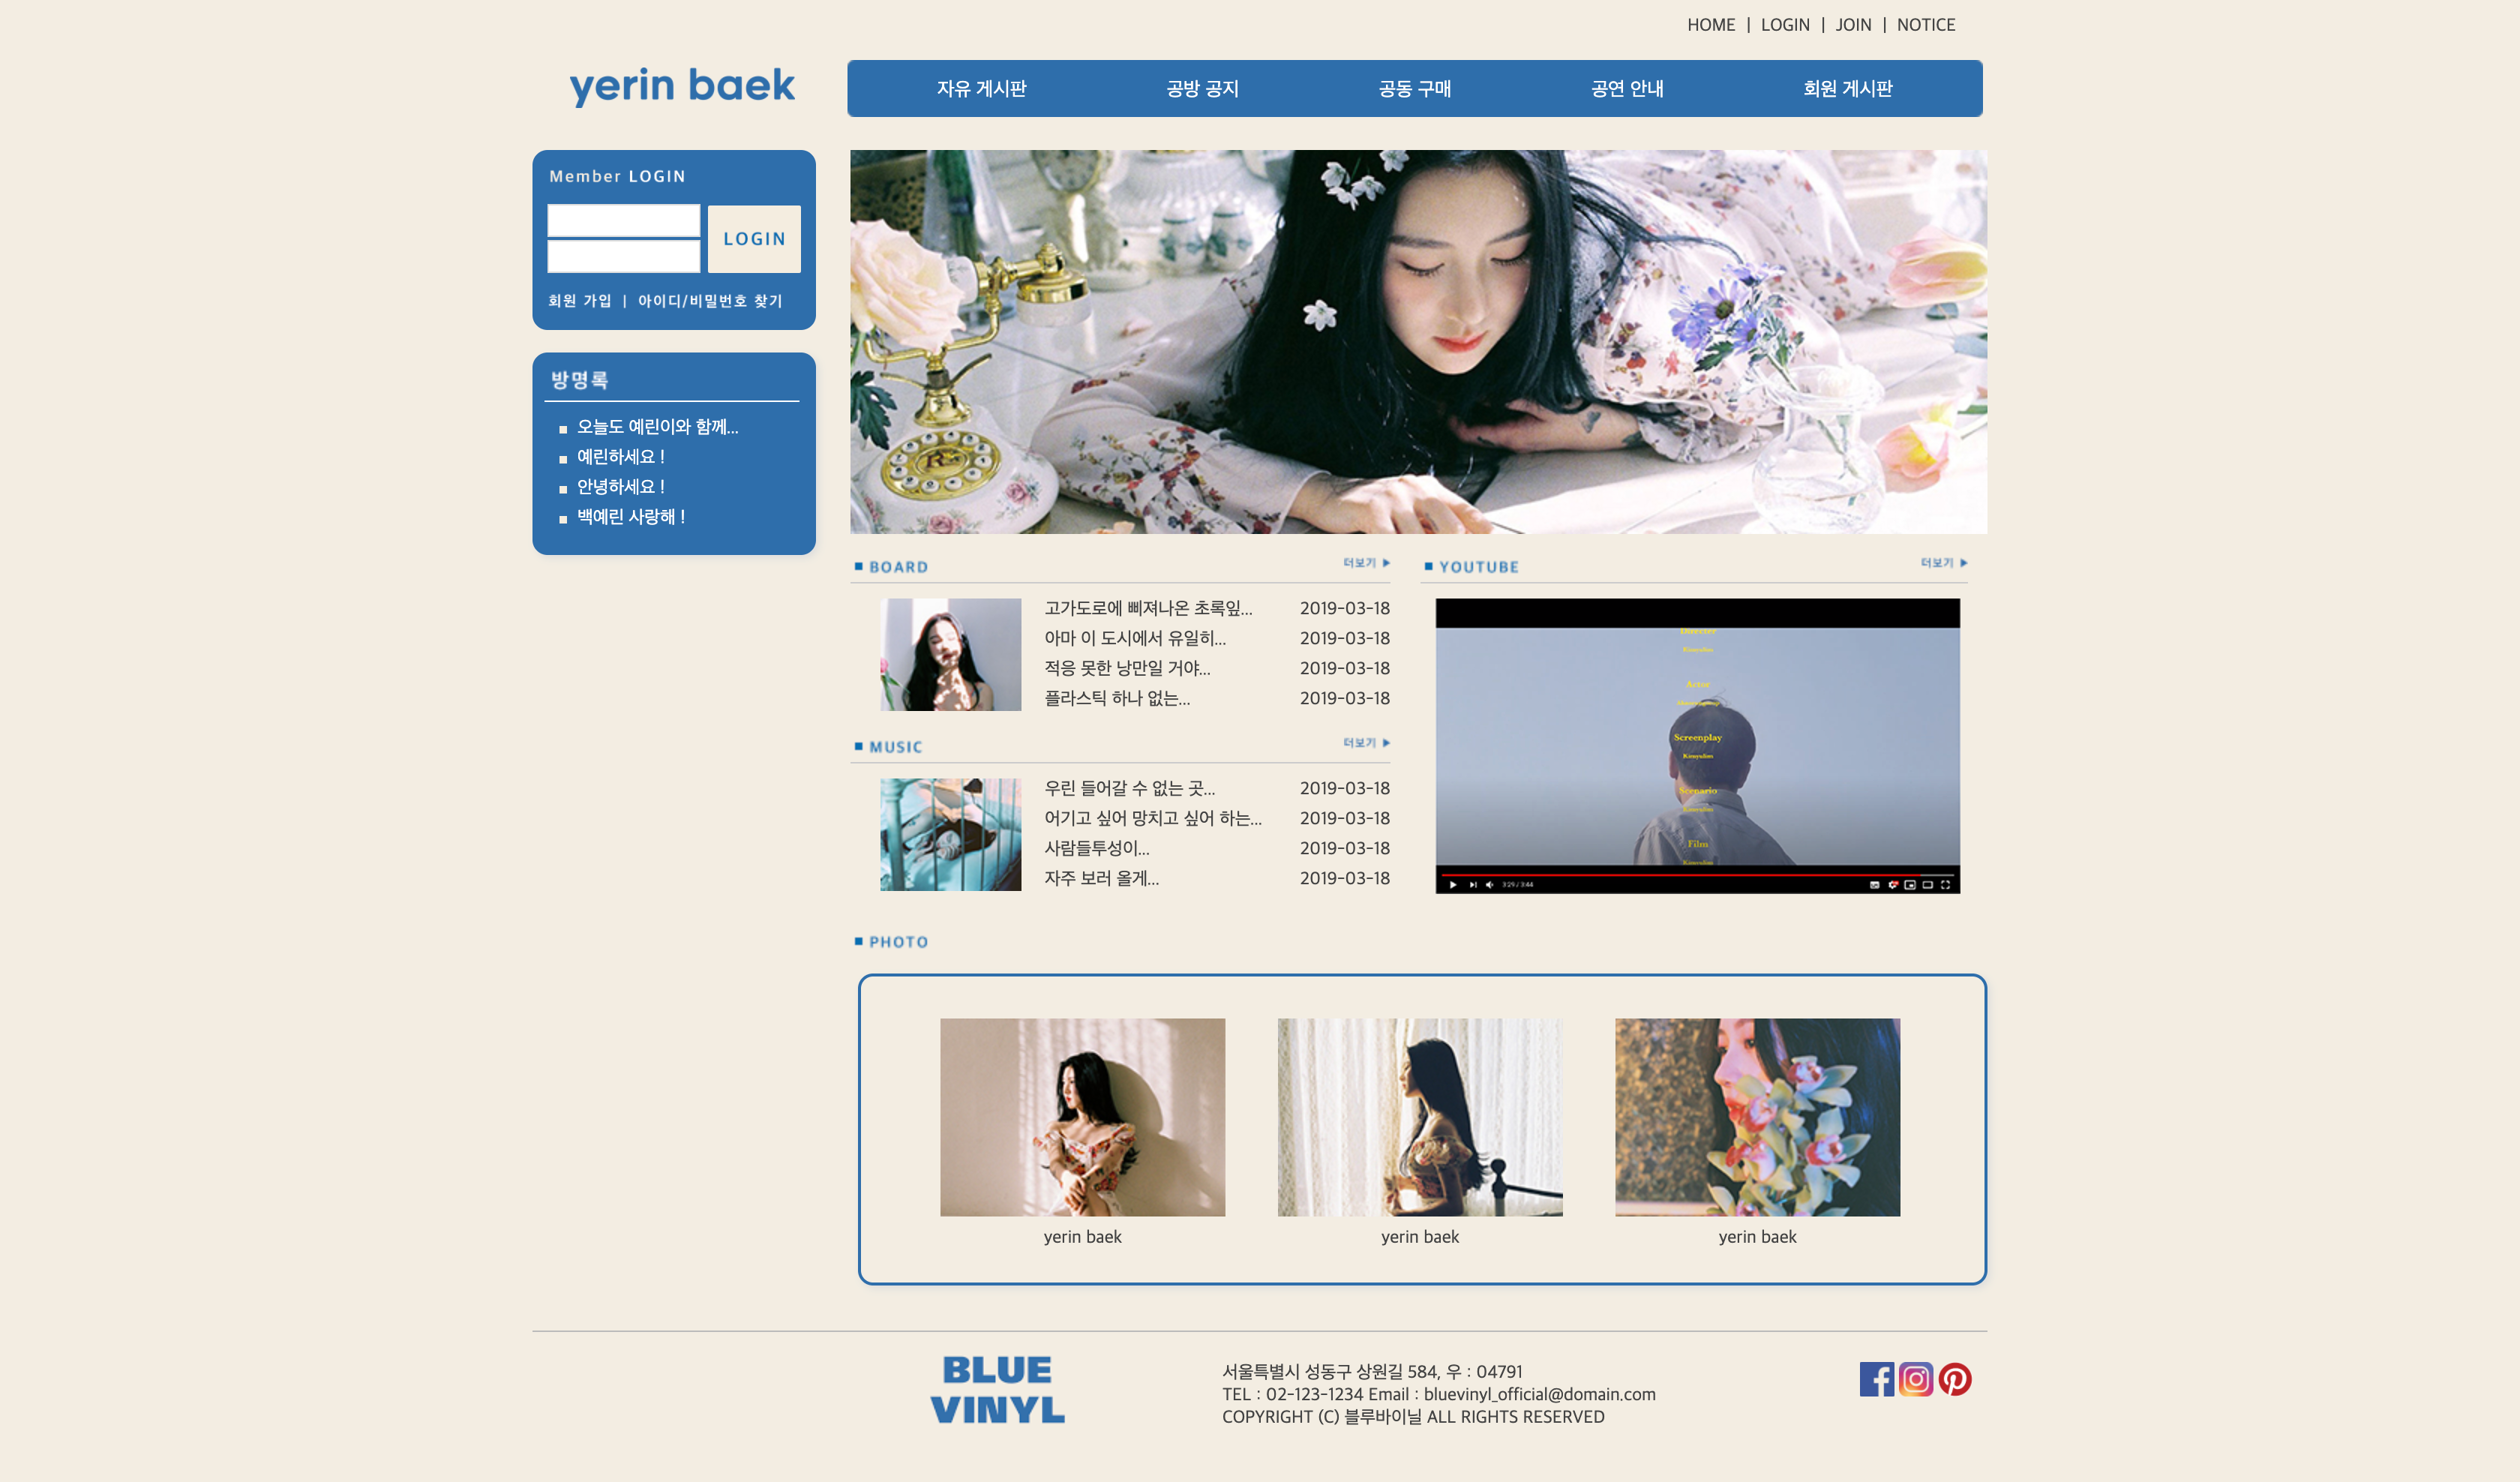 HOME | LOGIN | JOIN | NOTICE
yerin baek
자유 게시판 공방 공지 공동 구매 공연 안내 회원 게시판
Member LOGIN
LOGIN
회원 가입 | 아이디/비밀번호 찾기
방명록
오늘도 예린이와 함께...
예린하세요 !
안녕하세요 !
백예린 사랑해 !
BOARD 더보기 ▶
고가도로에 삐져나온 초록잎... 2019-03-18
아마 이 도시에서 유일히... 2019-03-18
적응 못한 낭만일 거야... 2019-03-18
플라스틱 하나 없는... 2019-03-18
MUSIC 더보기 ▶
우린 들어갈 수 없는 곳... 2019-03-18
어기고 싶어 망치고 싶어 하는... 2019-03-18
사람들투성이... 2019-03-18
자주 보러 올게... 2019-03-18
YOUTUBE 더보기 ▶
Director
Actor
Screenplay
Scenario
Film
3:29 / 3:44
PHOTO
yerin baek
yerin baek
yerin baek
BLUE
VINYL
서울특별시 성동구 상원길 584, 우 : 04791
TEL : 02-123-1234 Email : bluevinyl_official@domain.com
COPYRIGHT (C) 블루바이닐 ALL RIGHTS RESERVED